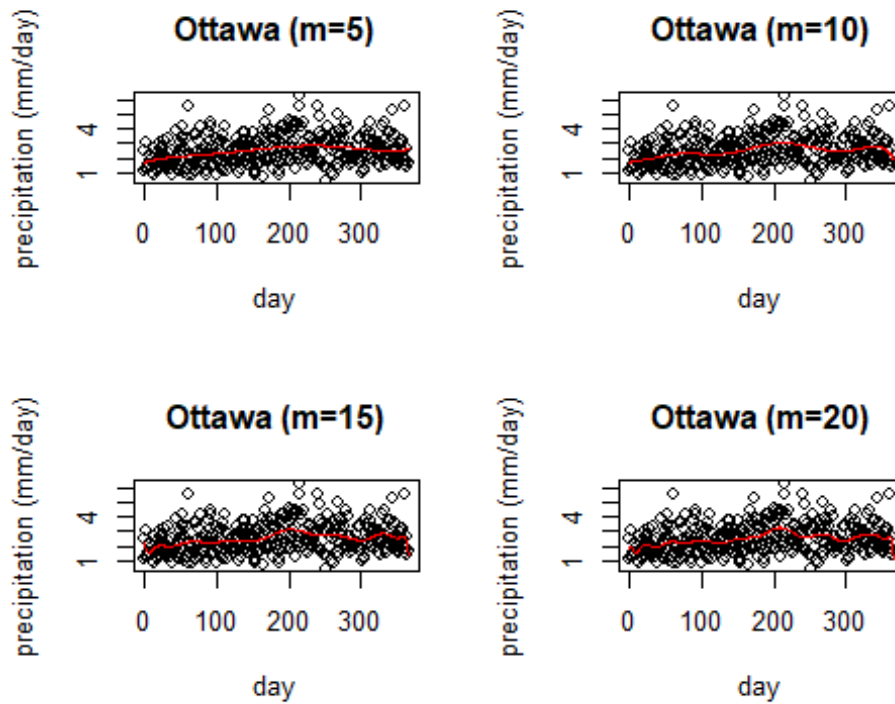 Ottawa (m=5)
precipitation (mm/day)
4
1
0 100 200 300
day
Ottawa (m=10)
precipitation (mm/day)
4
1
0 100 200 300
day
Ottawa (m=15)
precipitation (mm/day)
4
1
0 100 200 300
day
Ottawa (m=20)
precipitation (mm/day)
4
1
0 100 200 300
day